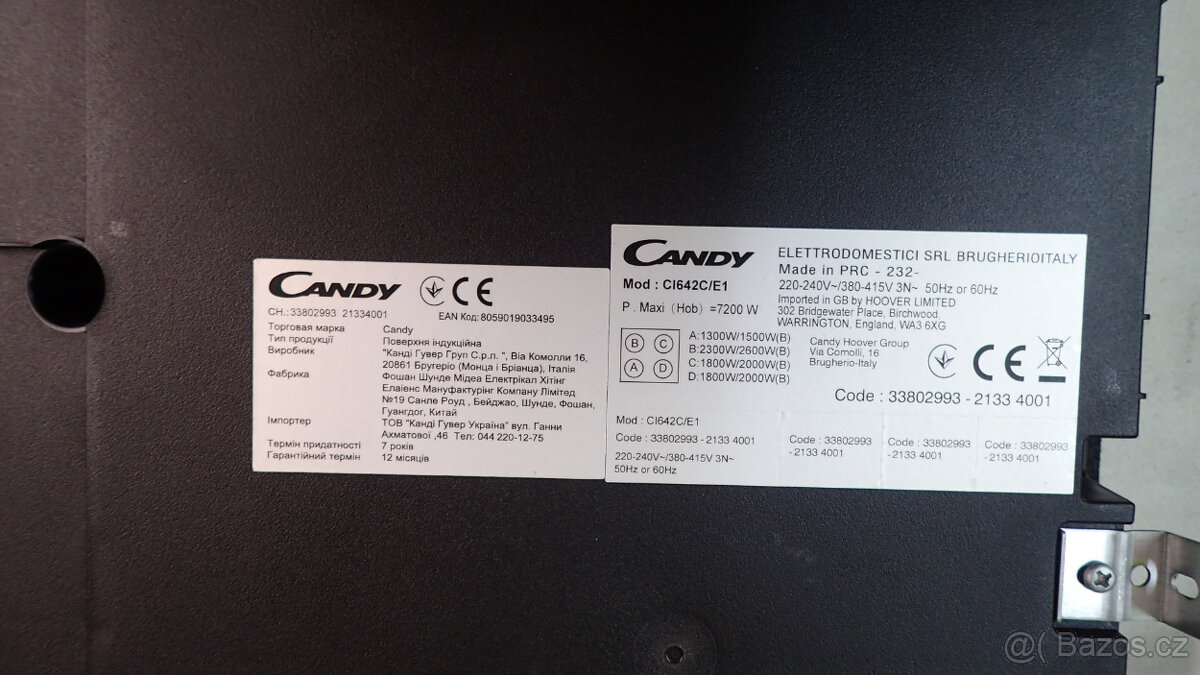 CANDY
CH.:33802993 21334001
EAN Код: 8059019033495
Торговая марка Candy
Тип продукції Поверхня індукційна
Виробник "Канді Гувер Груп С.р.л. ", Віа Комолли 16,
20861 Бругеріо (Монца і Бріанца), Італія
Фабрика Фошан Шунде Мідеа Електрікал Хітінг
Елаіенс Мануфактурінг Компану Лімітед
№19 Санле Роуд , Бейджао, Шунде, Фошан,
Гуангдог, Китай
Імпортер ТОВ "Канді Гувер Україна" вул. Ганни
Ахматової ,46 Тел: 044 220-12-75
Термін придатності 7 років
Гарантійний термін 12 місяців
CANDY
ELETTRODOMESTICI SRL BRUGHERIOITALY
Made in PRC - 232-
220-240V~/380-415V 3N~ 50Hz or 60Hz
Imported in GB by HOOVER LIMITED
302 Bridgewater Place, Birchwood,
WARRINGTON, England, WA3 6XG
Mod : CI642C/E1
P . Maxi (Hob) =7200 W
B C
A D
A:1300W/1500W(B)
B:2300W/2600W(B)
C:1800W/2000W(B)
D:1800W/2000W(B)
Candy Hoover Group
Via Comolli, 16
Brugherio-Italy
CE
Code : 33802993 - 2133 4001
Mod : CI642C/E1
Code : 33802993 - 2133 4001
220-240V~/380-415V 3N~
50Hz or 60Hz
Code : 33802993
- 2133 4001
Code : 33802993
- 2133 4001
Code : 33802993
- 2133 4001
@( Bazos.cz